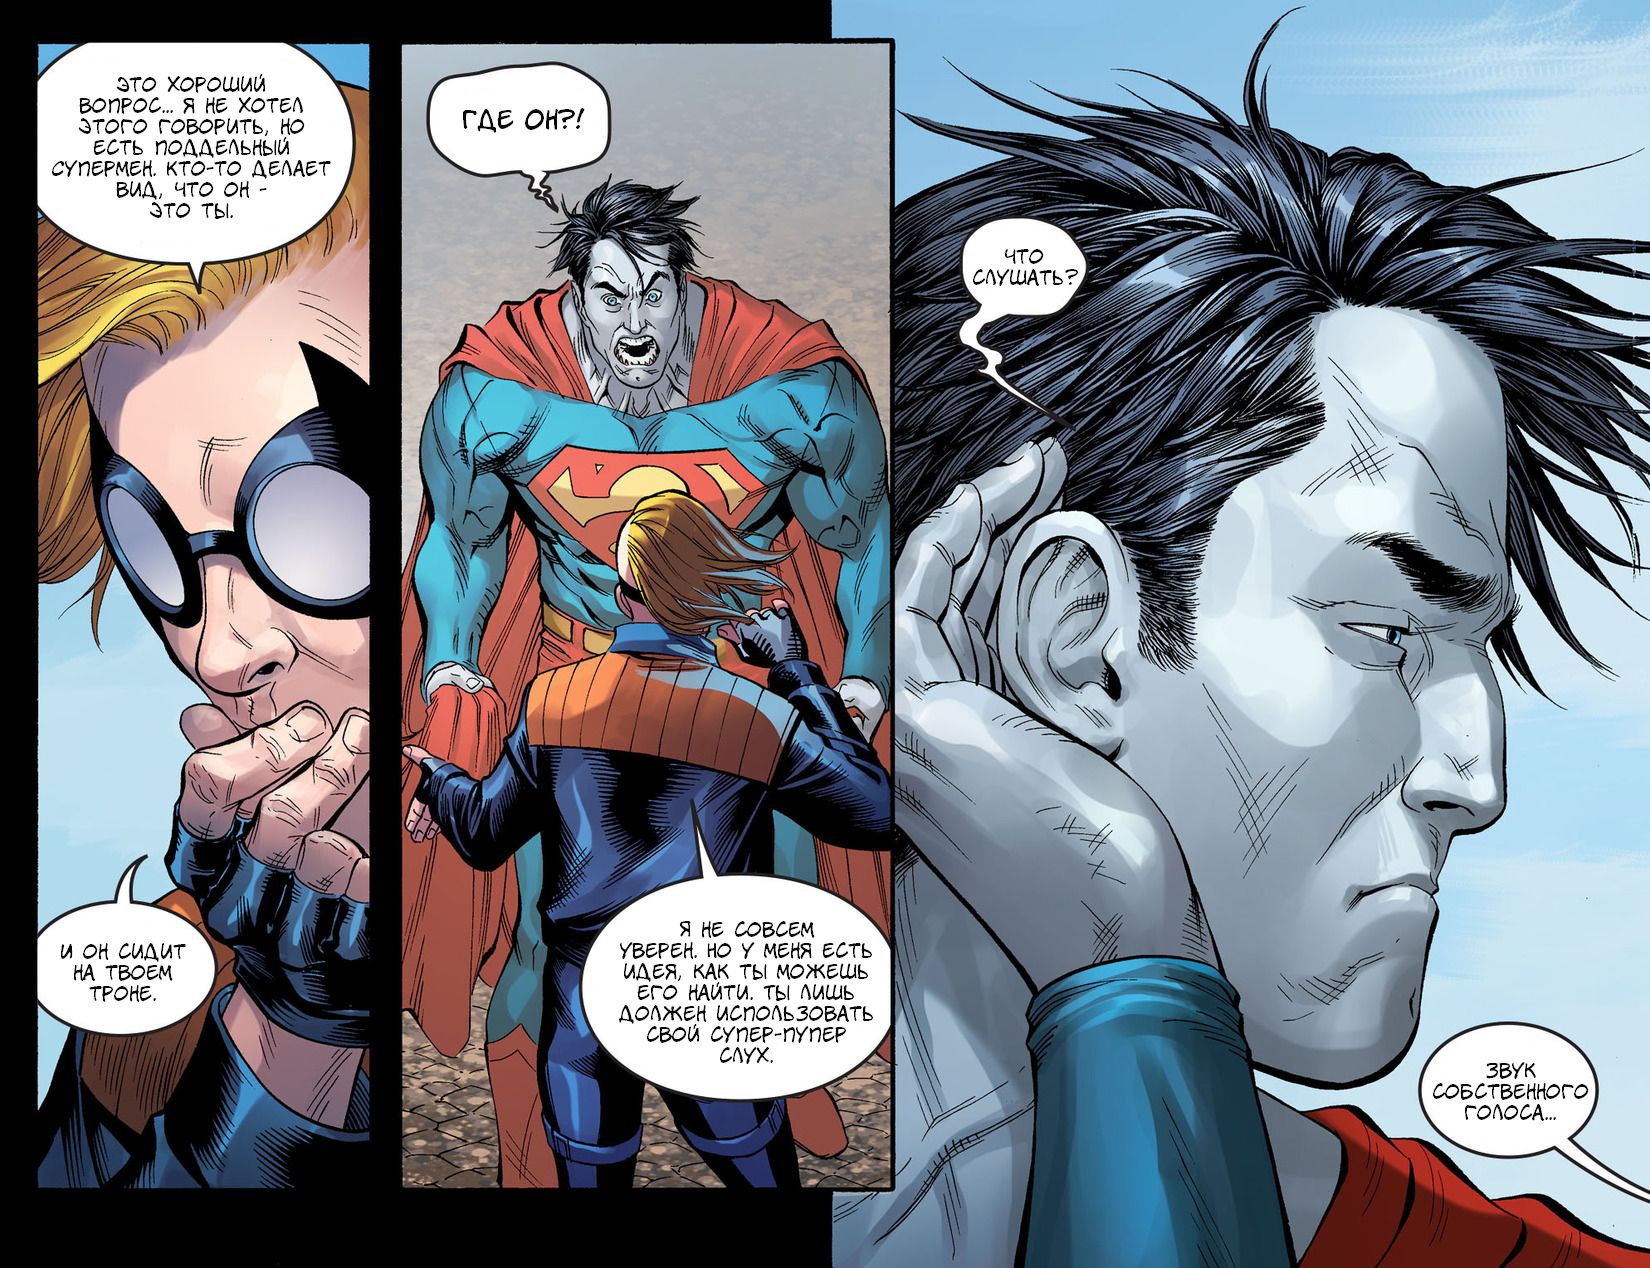 ЭТО ХОРОШИЙ
ВОПРОС... Я НЕ ХОТЕЛ
ЭТОГО ГОВОРИТЬ, НО
ЕСТЬ ПОДДЕЛЬНЫЙ
СУПЕРМЕН. КТО-ТО ДЕЛАЕТ
ВИД, ЧТО ОН -
ЭТО ТЫ.
И ОН СИДИТ
НА ТВОЕМ
ТРОНЕ.
ГДЕ ОН?!
Я НЕ СОВСЕМ
УВЕРЕН. НО У МЕНЯ ЕСТЬ
ИДЕЯ, КАК ТЫ МОЖЕШЬ
ЕГО НАЙТИ. ТЫ ЛИШЬ
ДОЛЖЕН ИСПОЛЬЗОВАТЬ
СВОЙ СУПЕР-ПУПЕР
СЛУХ.
ЧТО
СЛУШАТЬ?
ЗВУК
СОБСТВЕННОГО
ГОЛОСА...